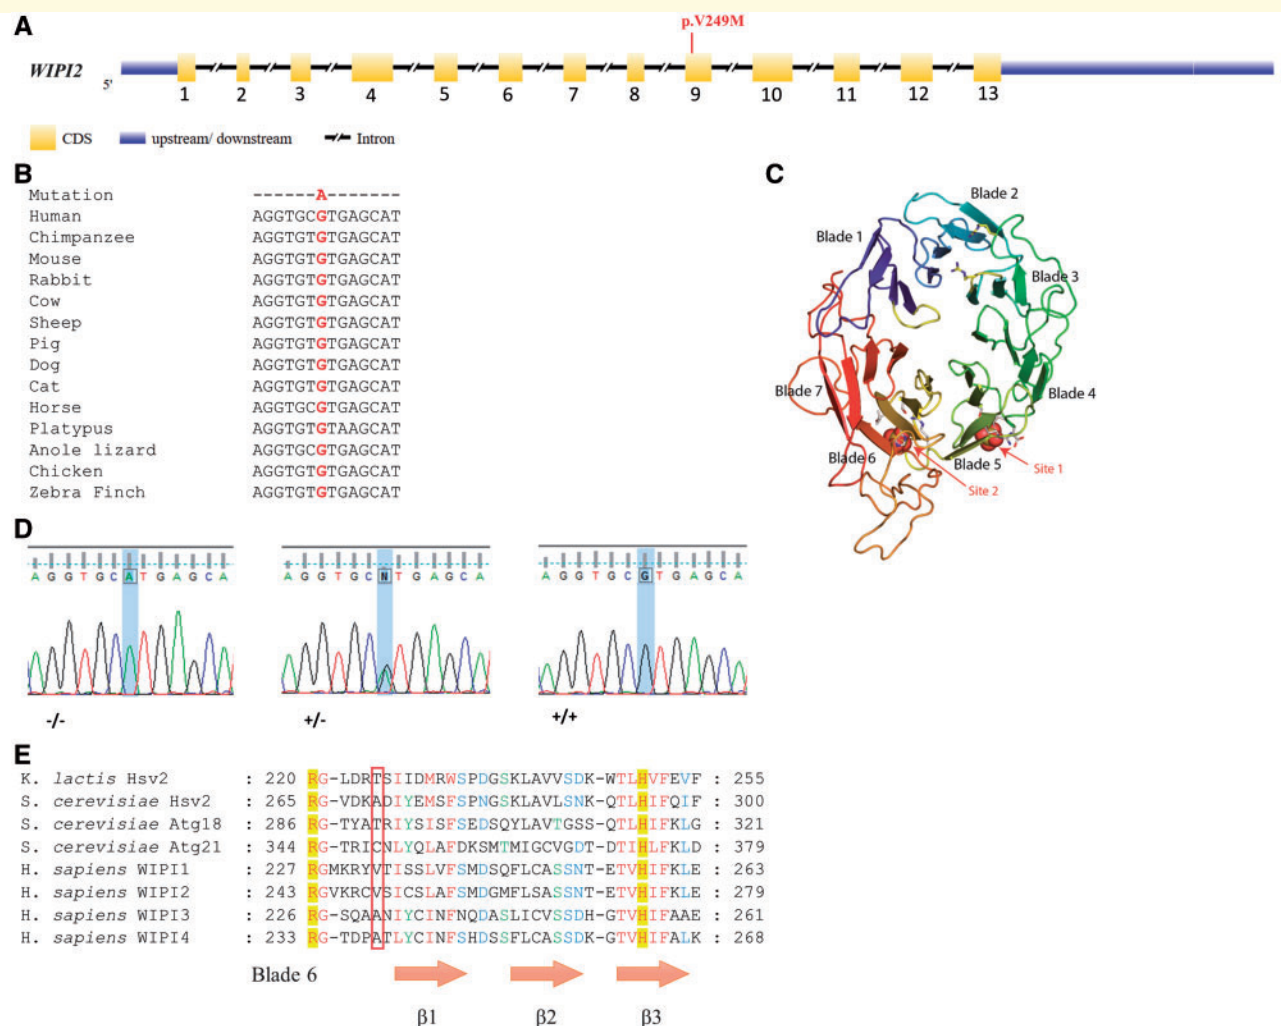 A
p.V249M
WIPI2
5'
1 2 3 4 5 6 7 8 9 10 11 12 13
CDS upstream/ downstream Intron
B
Mutation ------A-------
Human AGGTGCGTGAGCAT
Chimpanzee AGGTGTGTGAGCAT
Mouse AGGTGTGTGAGCAT
Rabbit AGGTGTGTGAGCAT
Cow AGGTGTGTGAGCAT
Sheep AGGTGTGTGAGCAT
Pig AGGTGTGTGAGCAT
Dog AGGTGTGTGAGCAT
Cat AGGTGTGTGAGCAT
Horse AGGTGCGTGAGCAT
Platypus AGGTGTGTAAGCAT
Anole lizard AGGTGTGTGAGCAT
Chicken AGGTGTGTGAGCAT
Zebra Finch AGGTGTGTGAGCAT
C
Blade 2
Blade 1
Blade 3
Blade 7
Blade 4
Blade 6
Blade 5
Site 1
Site 2
D
A G G T G C A T G A G C A
A G G T G C N T G A G C A
A G G T G C G T G A G C A
-/-
+/-
+/+
E
K. lactis Hsv2 : 220 RG-LDRTSIIDMRWSPDGSKLAVVSDK-WTLHVFEVF : 255
S. cerevisiae Hsv2 : 265 RG-VDKADIYEMSFSPNGSKLAVLSNK-QTLHIFQIF : 300
S. cerevisiae Atg18 : 286 RG-TYATRIYSISFSEDSQYLAVTGSS-QTLHIFKLG : 321
S. cerevisiae Atg21 : 344 RG-TRICNLYQLAFDKSMTMIGCVGDT-DTIHLFKLD : 379
H. sapiens WIPI1 : 227 RGMKRYVTISSLVFSMDSQFLCASSNT-ETVHIFKLE : 263
H. sapiens WIPI2 : 243 RGVKRCVSICSLAFSMDGMFLSASSNT-ETVHIFKLE : 279
H. sapiens WIPI3 : 226 RG-SQAANIYCINFNQDASLICVSSDH-GTVHIFAAE : 261
H. sapiens WIPI4 : 233 RG-TDPATLYCINFSHDSSFLCASSDK-GTVHIFALK : 268
Blade 6
β1 β2 β3